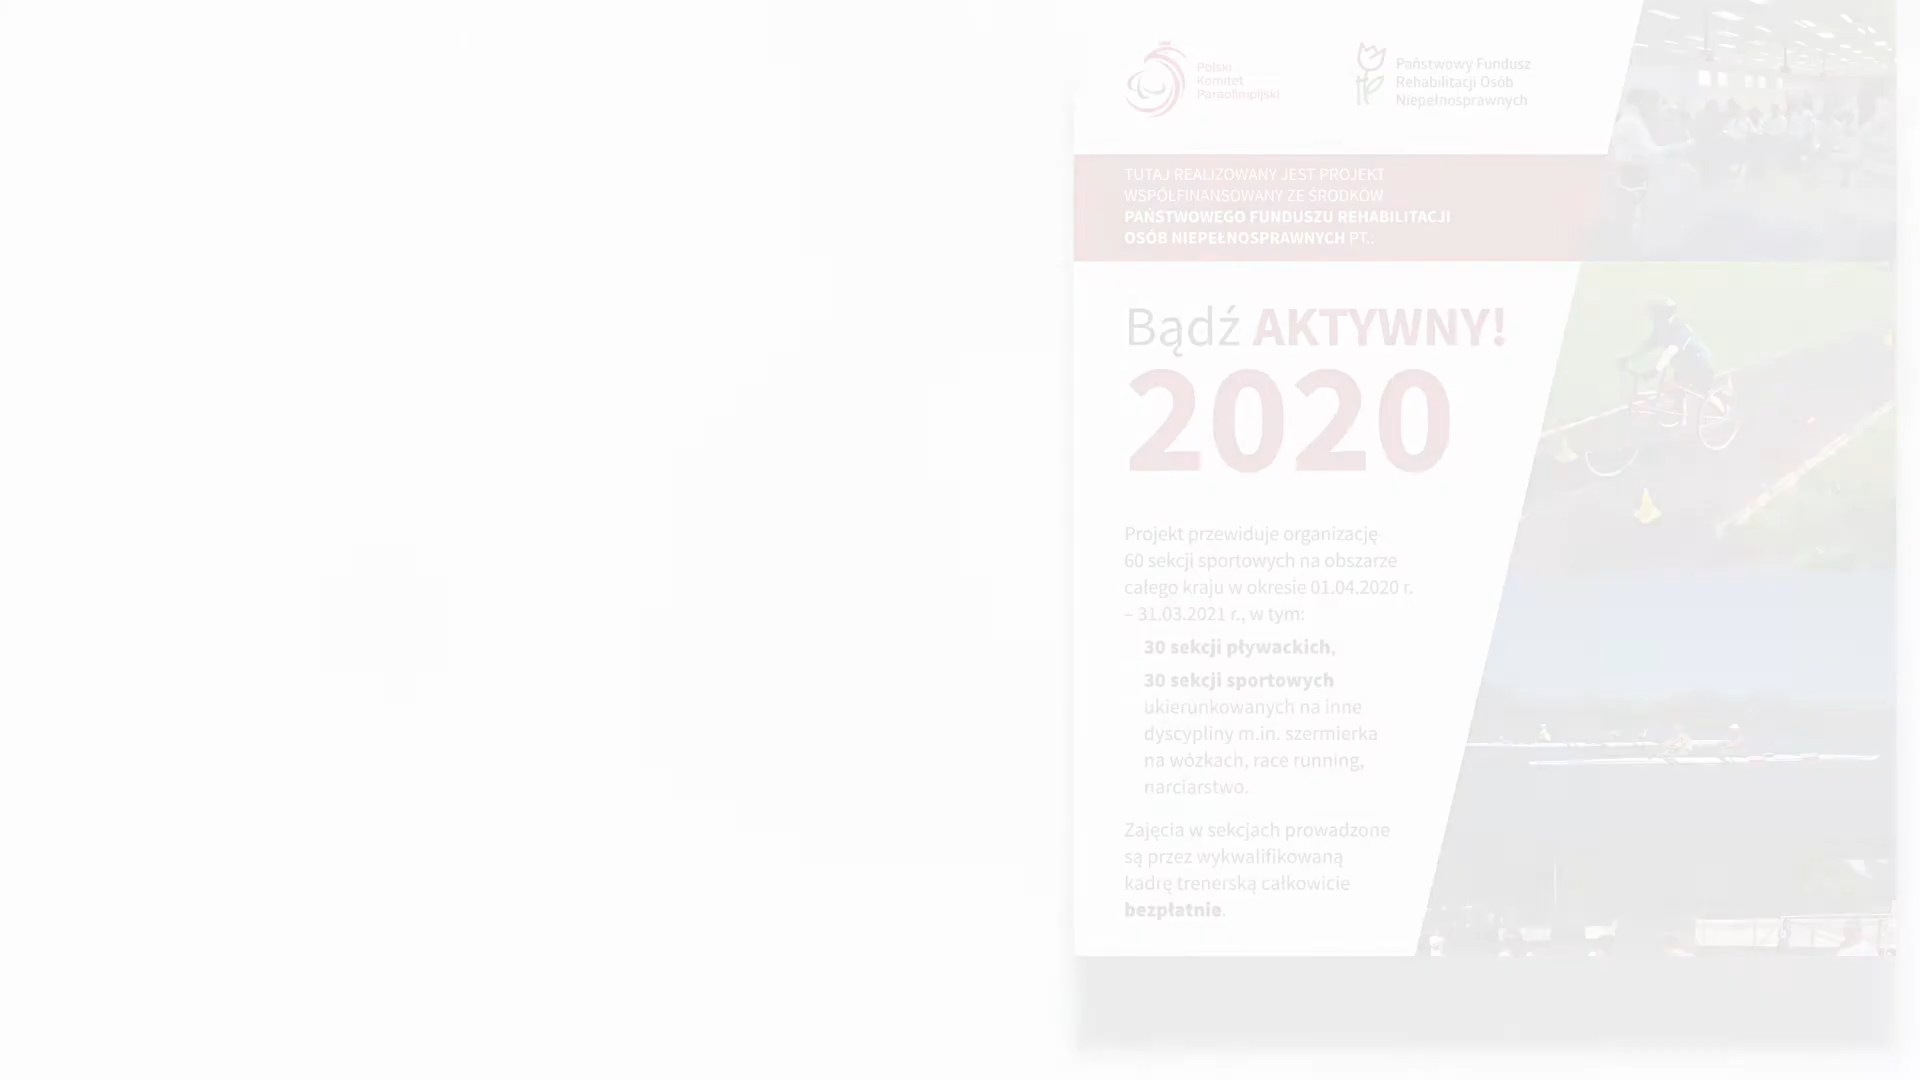 Polski
Komitet
Paraolimpijski
Państwowy Fundusz
Rehabilitacji Osób
Niepełnosprawnych
TUTAJ REALIZOWANY JEST PROJEKT
WSPÓŁFINANSOWANY ZE ŚRODKÓW
PAŃSTWOWEGO FUNDUSZU REHABILITACJI
OSÓB NIEPEŁNOSPRAWNYCH PT.:
Bądź AKTYWNY!
2020
Projekt przewiduje organizację
60 sekcji sportowych na obszarze
całego kraju w okresie 01.04.2020 r.
– 31.03.2021 r., w tym:
30 sekcji pływackich,
30 sekcji sportowych
ukierunkowanych na inne
dyscypliny m.in. szermierka
na wózkach, race running,
narciarstwo.
Zajęcia w sekcjach prowadzone
są przez wykwalifikowaną
kadrę trenerską całkowicie
bezpłatnie.